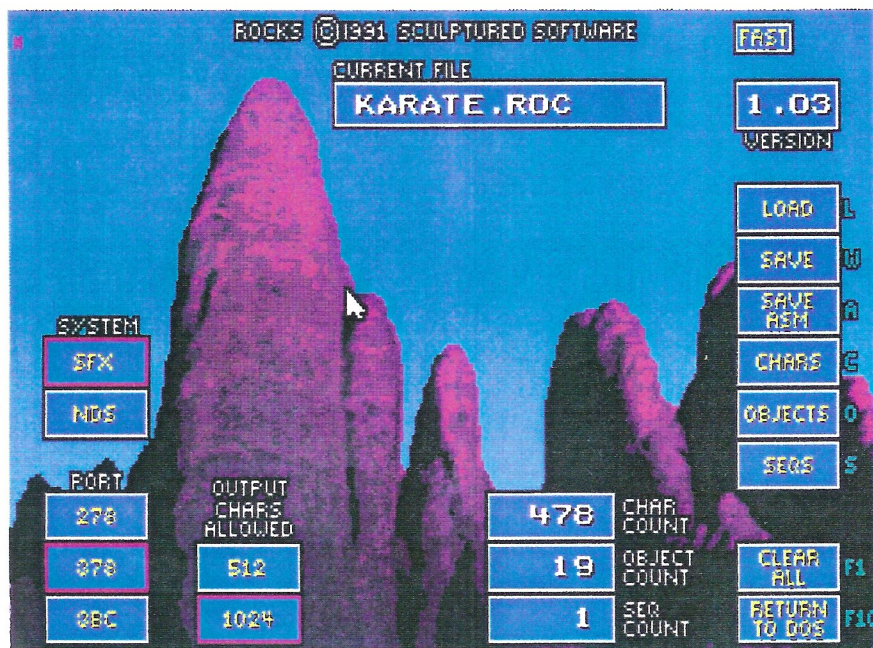 ROCKS ©1991 SCULPTURED SOFTWARE
FAST
CURRENT FILE
KARATE.ROC
1.03
VERSION
LOAD L
SAVE W
SAVE ASM A
CHARS C
OBJECTS O
SEQS S
SYSTEM
SFX
NDS
PORT
278
378
3BC
OUTPUT
CHARS
ALLOWED
512
1024
478
CHAR
COUNT
19
OBJECT
COUNT
1
SEQ
COUNT
CLEAR
ALL
F1
RETURN
TO DOS
F10